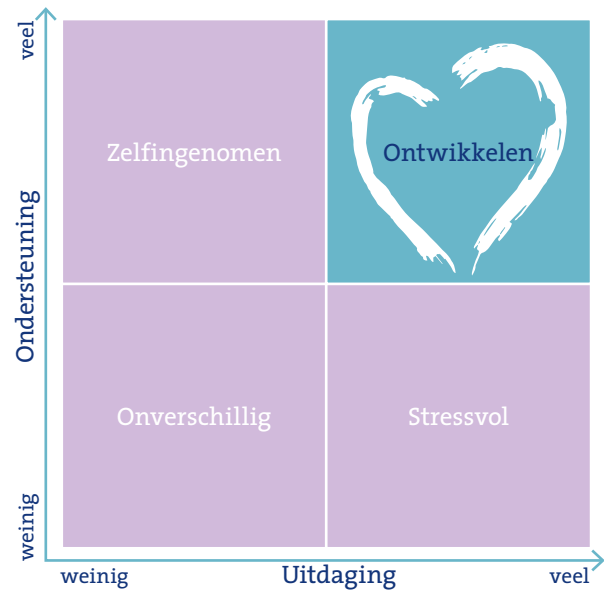 veel
Zelfingenomen
Ontwikkelen
Ondersteuning
Onverschillig
Stressvol
weinig
weinig
Uitdaging
veel